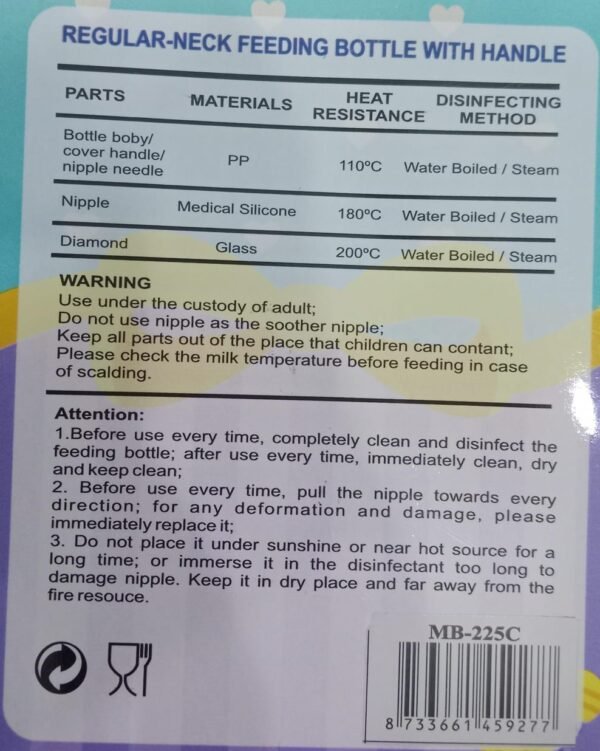 REGULAR-NECK FEEDING BOTTLE WITH HANDLE
PARTS MATERIALS HEAT RESISTANCE DISINFECTING METHOD
Bottle boby/
cover handle/
nipple needle PP 110ºC Water Boiled / Steam
Nipple Medical Silicone 180ºC Water Boiled / Steam
Diamond Glass 200ºC Water Boiled / Steam
WARNING
Use under the custody of adult;
Do not use nipple as the soother nipple;
Keep all parts out of the place that children can contant;
Please check the milk temperature before feeding in case
of scalding.
Attention:
1.Before use every time, completely clean and disinfect the
feeding bottle; after use every time, immediately clean, dry
and keep clean;
2. Before use every time, pull the nipple towards every
direction; for any deformation and damage, please
immediately replace it;
3. Do not place it under sunshine or near hot source for a
long time; or immerse it in the disinfectant too long to
damage nipple. Keep it in dry place and far away from the
fire resouce.
MB-225C
8 733661 459277